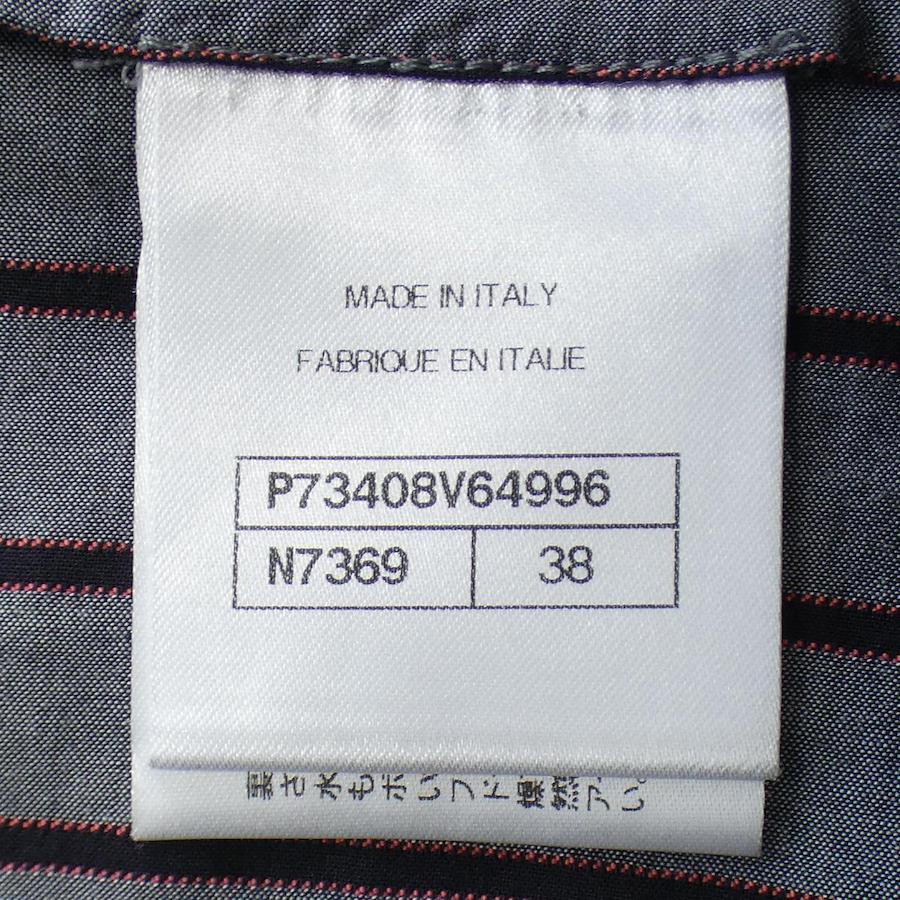 MADE IN ITALY
FABRIQUE EN ITALIE
P73408V64996
N7369 38